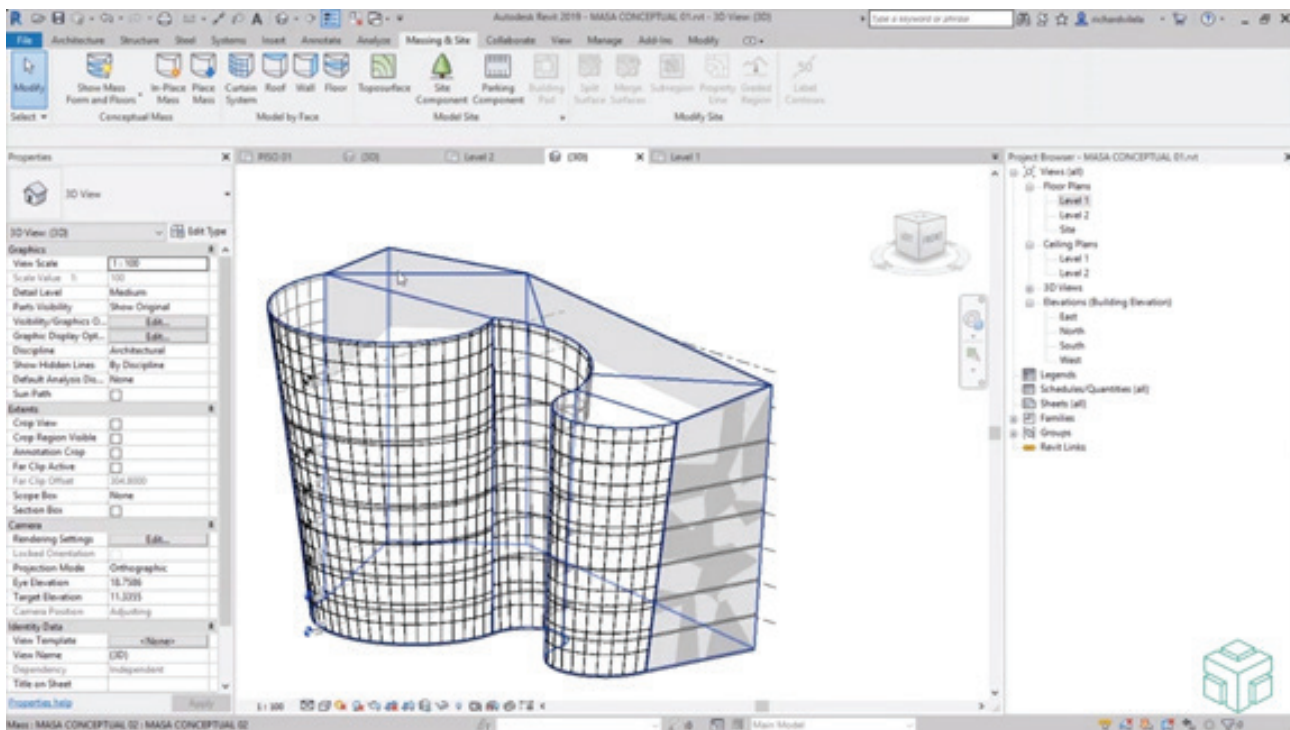 Autodesk Revit 2019 - MASA CONCEPTUAL 01.rvt - 3D View: {3D}
Type a keyword or phrase
File Architecture Structure Steel Systems Insert Annotate Analyze Massing & Site Collaborate View Manage Add-Ins Modify
Modify
Show Mass Form and Floors
In-Place Mass
Place Mass
Curtain System
Roof
Wall
Floor
Toposurface
Site Component
Parking Component
Building Pad
Split Surface
Merge Surfaces
Subregion
Property Line
Graded Region
Label Contours
Select
Conceptual Mass
Model by Face
Model Site
Modify Site
Properties
PISO 01
{3D}
Level 2
{3D}
Level 1
Project Browser - MASA CONCEPTUAL 01.rvt
3D View
3D View: {3D}
Edit Type
Graphics
View Scale 1 : 100
Scale Value 1: 100
Detail Level Medium
Parts Visibility Show Original
Visibility/Graphics O... Edit...
Graphic Display Opt... Edit...
Discipline Architectural
Show Hidden Lines By Discipline
Default Analysis Dis... None
Sun Path
Extents
Crop View
Crop Region Visible
Annotation Crop
Far Clip Active
Far Clip Offset 304.8000
Scope Box None
Section Box
Camera
Rendering Settings Edit...
Locked Orientation
Projection Mode Orthographic
Eye Elevation 18.7586
Target Elevation 11.3355
Camera Position Adjusting
Identity Data
View Template <None>
View Name {3D}
Dependency Independent
Title on Sheet
Properties help
Apply
FRONT
Views (all)
Floor Plans
Level 1
Level 2
Site
Ceiling Plans
Level 1
Level 2
3D Views
Elevations (Building Elevation)
East
North
South
West
Legends
Schedules/Quantities (all)
Sheets (all)
Families
Groups
Revit Links
1 : 100
Mass : MASA CONCEPTUAL 02 : MASA CONCEPTUAL 02
Main Model